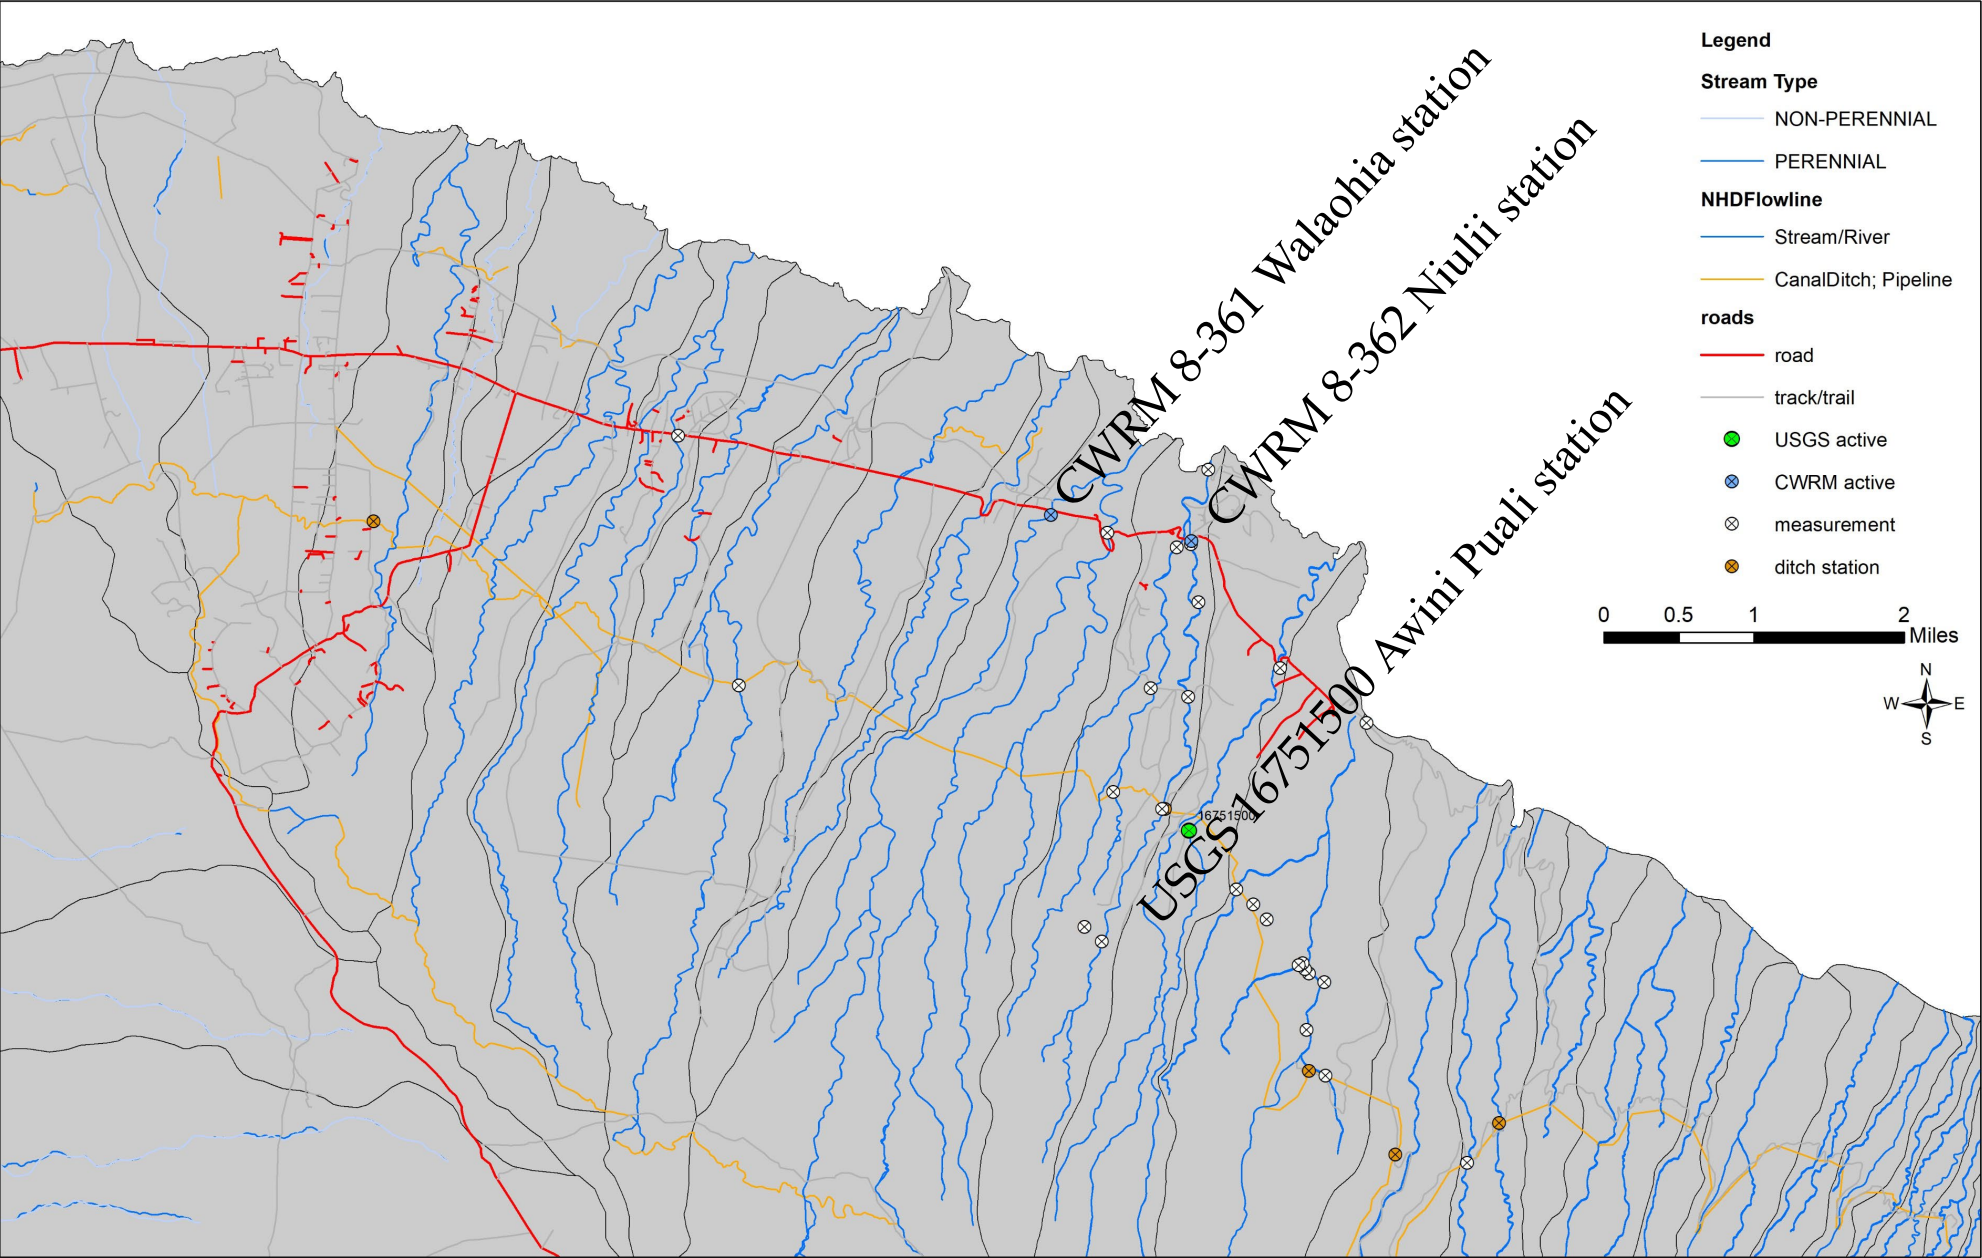 CWRM 8-361 Walaohia station
CWRM 8-362 Niulii station
USGS 16751500 Awini Puali station
16751500
Legend
Stream Type
NON-PERENNIAL
PERENNIAL
NHDFlowline
Stream/River
CanalDitch; Pipeline
roads
road
track/trail
USGS active
CWRM active
measurement
ditch station
0 0.5 1 2
Miles
N
W E
S